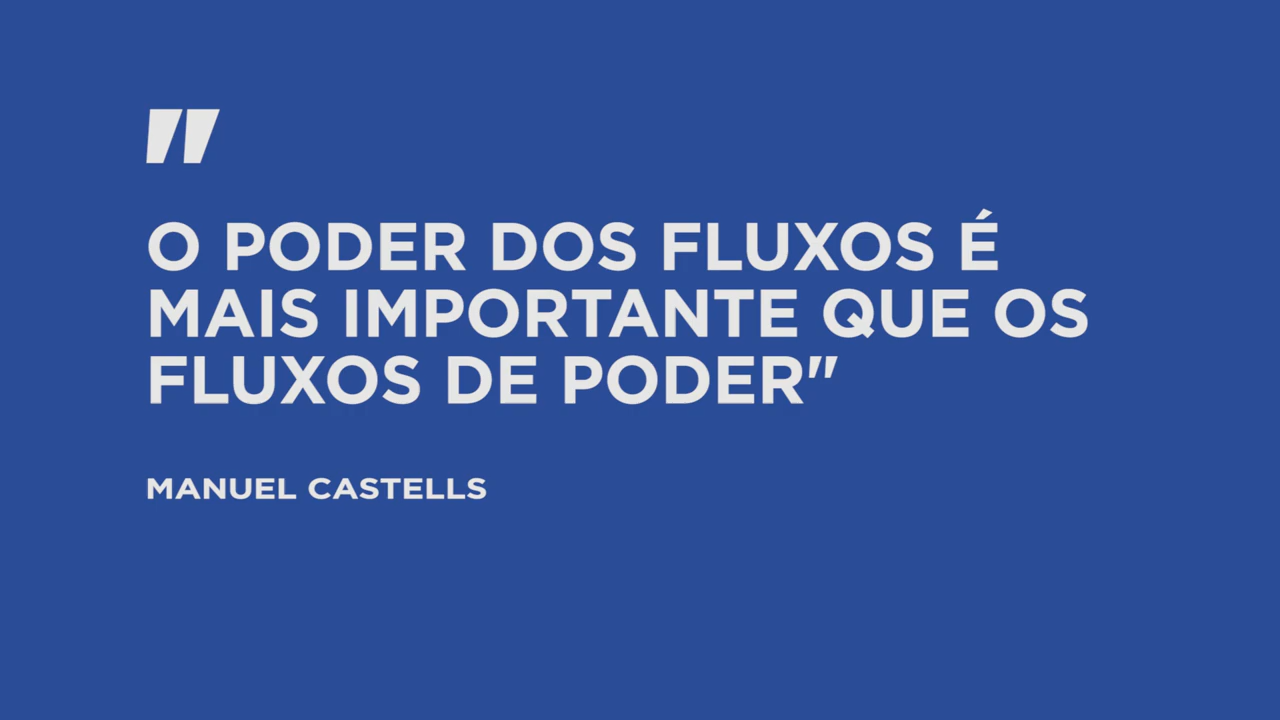 "
O PODER DOS FLUXOS É
MAIS IMPORTANTE QUE OS
FLUXOS DE PODER"
MANUEL CASTELLS